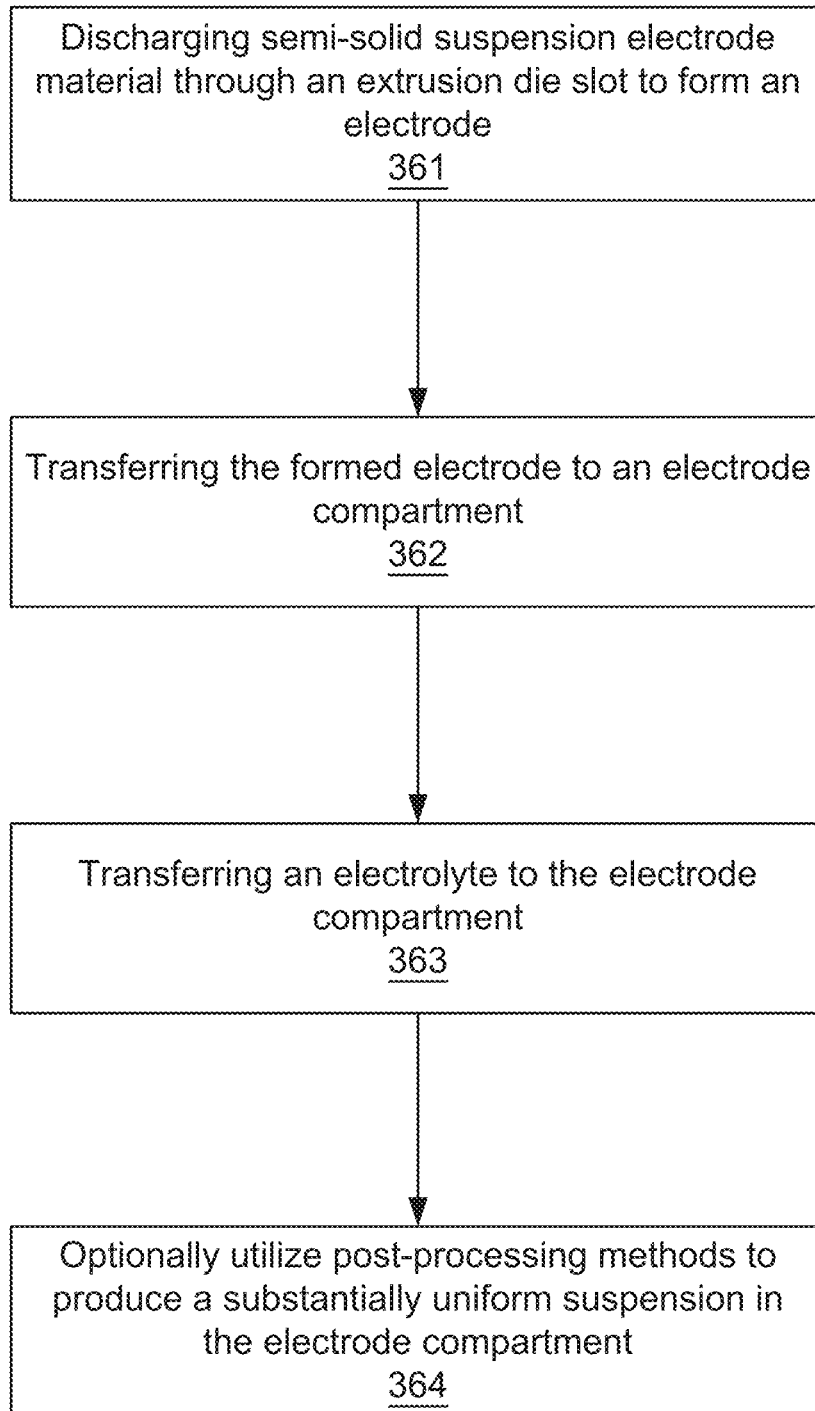 Discharging semi-solid suspension electrode
material through an extrusion die slot to form an
electrode
361
Transferring the formed electrode to an electrode
compartment
362
Transferring an electrolyte to the electrode
compartment
363
Optionally utilize post-processing methods to
produce a substantially uniform suspension in
the electrode compartment
364